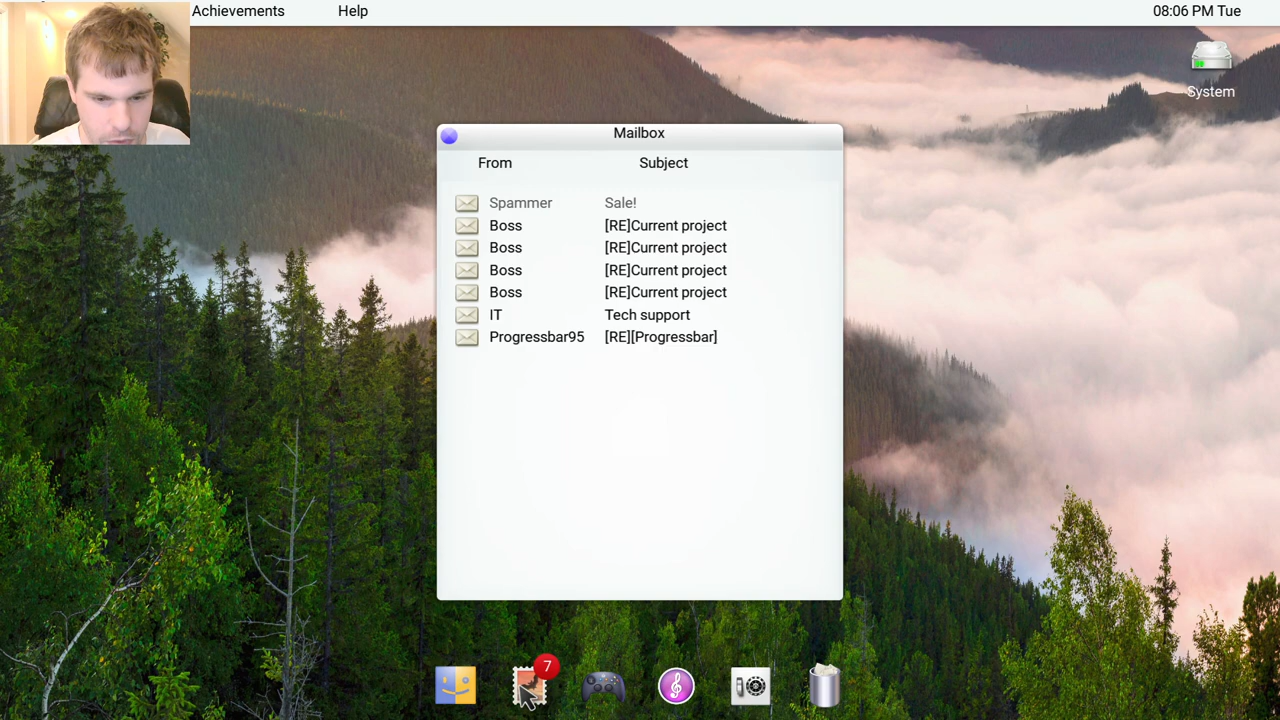 Achievements Help 08:06 PM Tue
System
Mailbox
From Subject
Spammer Sale!
Boss [RE]Current project
Boss [RE]Current project
Boss [RE]Current project
Boss [RE]Current project
IT Tech support
Progressbar95 [RE][Progressbar]
7